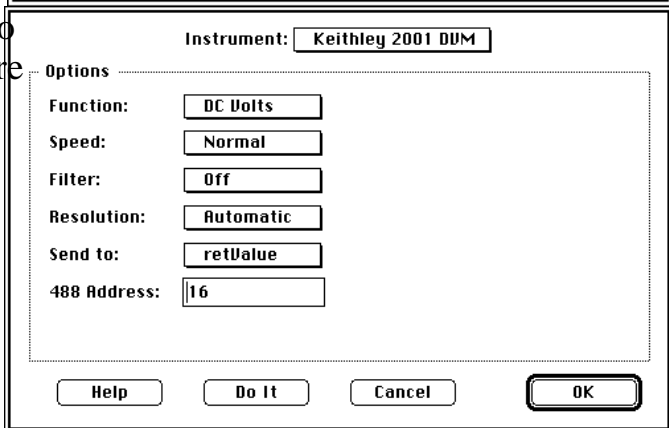 o
re
Instrument: Keithley 2001 DVM
Options
Function: DC Volts
Speed: Normal
Filter: Off
Resolution: Automatic
Send to: retValue
488 Address: 16
Help Do It Cancel OK